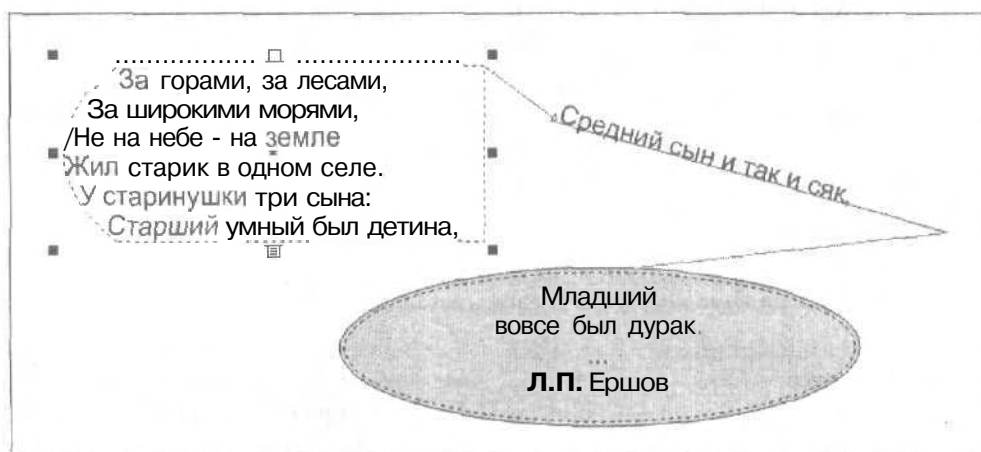 За горами, за лесами,
За широкими морями,
Не на небе - на земле
Жил старик в одном селе.
У старинушки три сына:
Старший умный был детина,
Средний сын и так и сяк,
Младший
вовсе был дурак
...
Л.П. Ершов